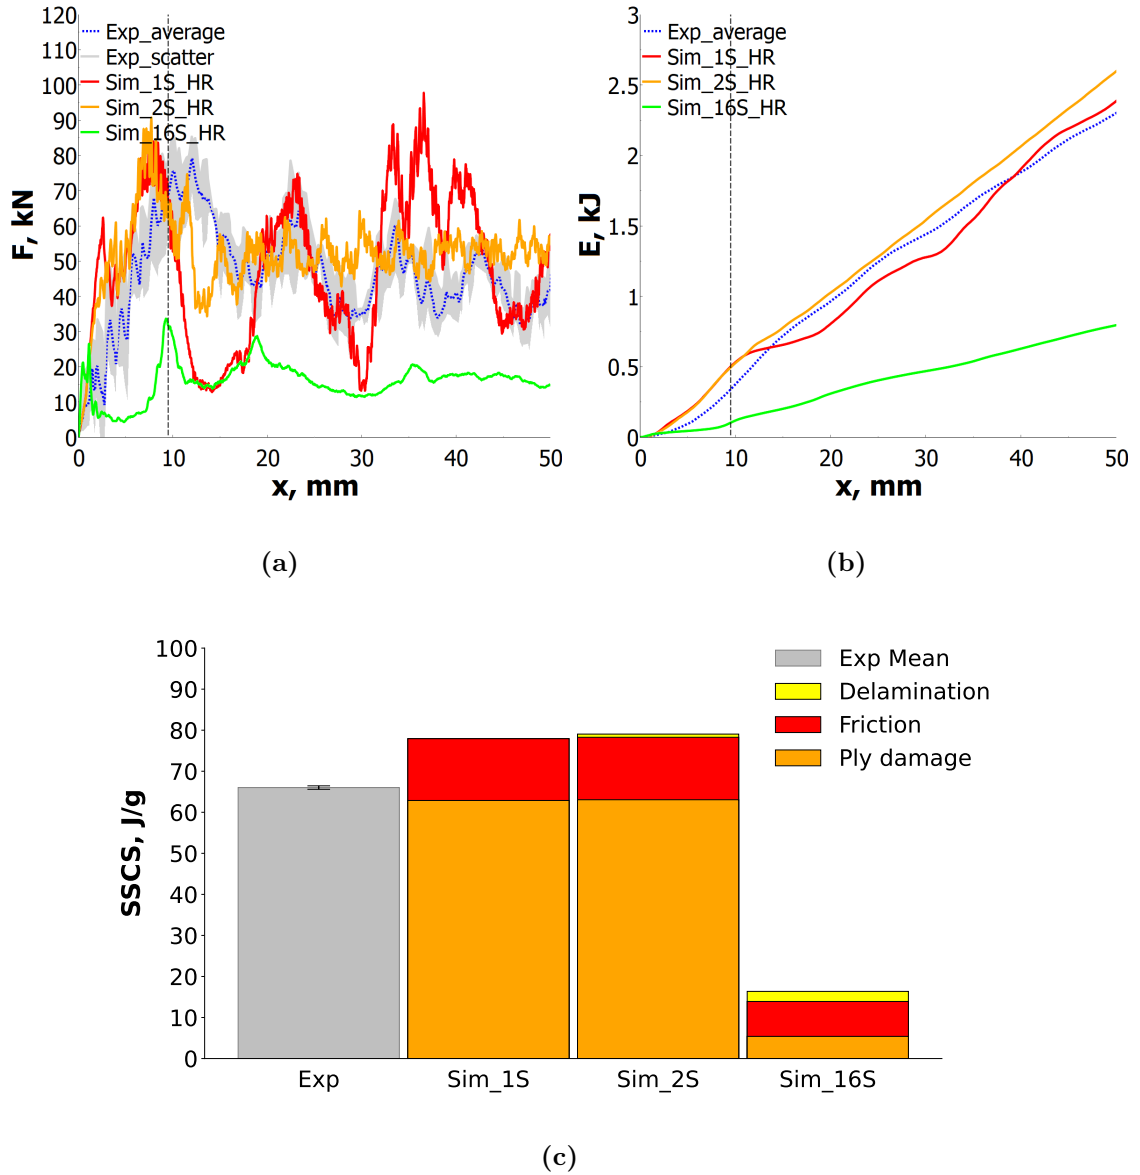 120
110
100
90
80
70
60
50
40
30
20
10
0
F, kN
Exp_average
Exp_scatter
Sim_1S_HR
Sim_2S_HR
Sim_16S_HR
0 10 20 30 40 50
x, mm
(a)
3
2.5
2
1.5
1
0.5
0
E, kJ
Exp_average
Sim_1S_HR
Sim_2S_HR
Sim_16S_HR
0 10 20 30 40 50
x, mm
(b)
100
90
80
70
60
50
40
30
20
10
0
SSCS, J/g
Exp Mean
Delamination
Friction
Ply damage
Exp Sim_1S Sim_2S Sim_16S
(c)